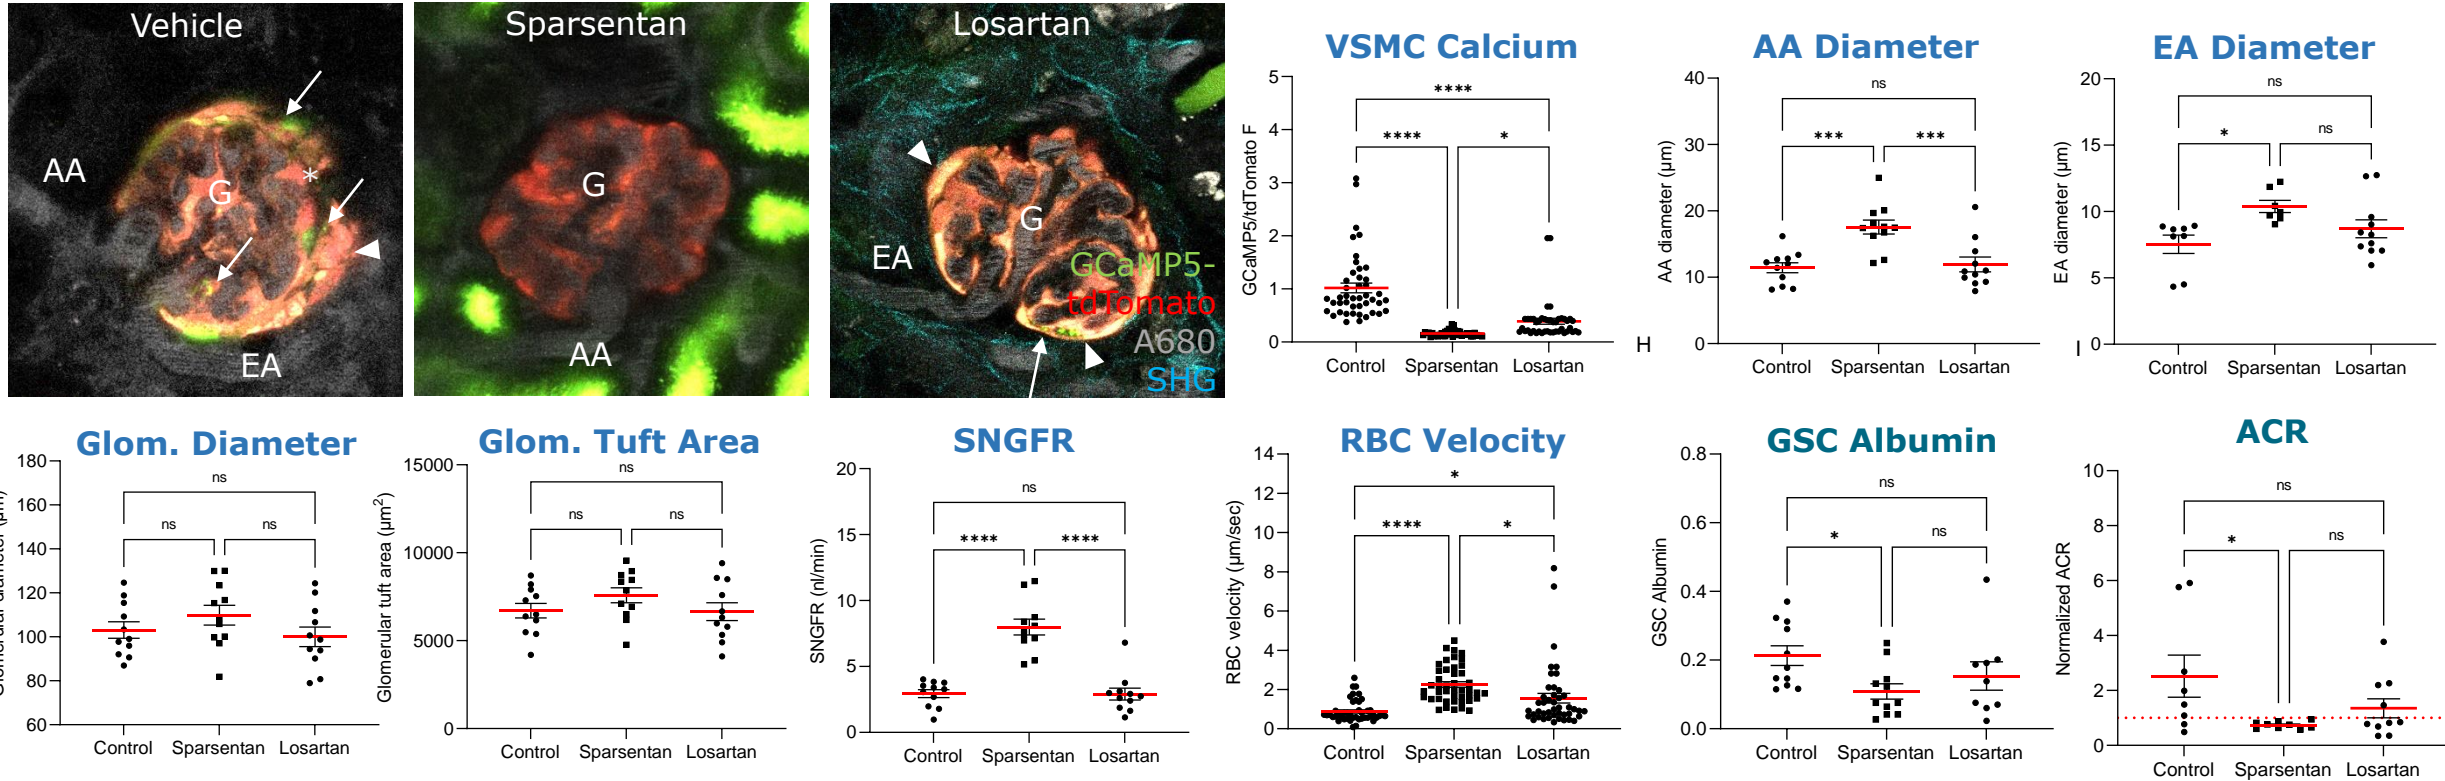 Vehicle
AA
G
*
EA
Sparsentan
G
AA
Losartan
G
EA
GCaMP5-
tdTomato
A680
SHG
VSMC Calcium
GCaMP5/tdTomato F
5
4
3
2
1
0
****
****
*
Control Sparsentan Losartan
H
AA Diameter
AA diameter (µm)
40
30
20
10
0
ns
***
***
Control Sparsentan Losartan
I
EA Diameter
EA diameter (µm)
20
15
10
5
0
ns
*
ns
Control Sparsentan Losartan
Glom. Diameter
180
160
140
120
100
80
60
ns
ns
ns
Control Sparsentan Losartan
Glom. Tuft Area
Glomerular tuft area (µm²)
15000
10000
5000
0
ns
ns
ns
Control Sparsentan Losartan
SNGFR
SNGFR (nl/min)
20
15
10
5
0
ns
****
****
Control Sparsentan Losartan
RBC Velocity
RBC velocity (µm/sec)
14
12
10
8
6
4
2
0
*
****
*
Control Sparsentan Losartan
GSC Albumin
GSC Albumin
0.8
0.6
0.4
0.2
0.0
ns
*
ns
Control Sparsentan Losartan
ACR
Normalized ACR
10
8
6
4
2
0
ns
*
ns
Control Sparsentan Losartan